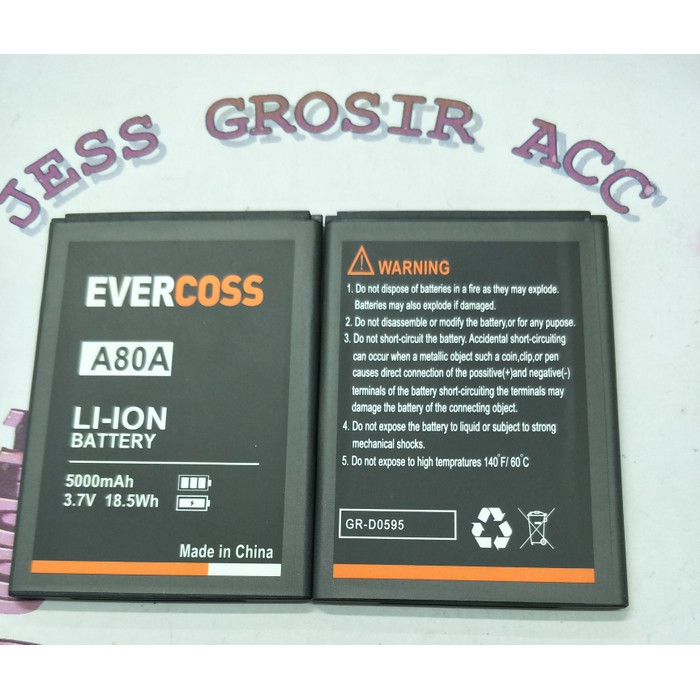 JESS GROSIR ACC
EVERCOSS
A80A
LI-ION
BATTERY
5000mAh
3.7V 18.5Wh
Made in China
WARNING
1. Do not dispose of batteries in a fire as they may explode.
Batteries may also explode if damaged.
2. Do not disassemble or modify the battery,or for any pupose.
3. Do not short-circuit the battery. Accidental short-circuiting
can occur when a metallic object such a coin,clip,or pen
causes direct connection of the possitive(+)and negative(-)
terminals of the battery short-circuiting the terminals may
damage the battery of the connecting object.
4. Do not expose the battery to liquid or subject to strong
mechanical shocks.
5. Do not expose to high tempratures 140°F/ 60°C
GR-D0595